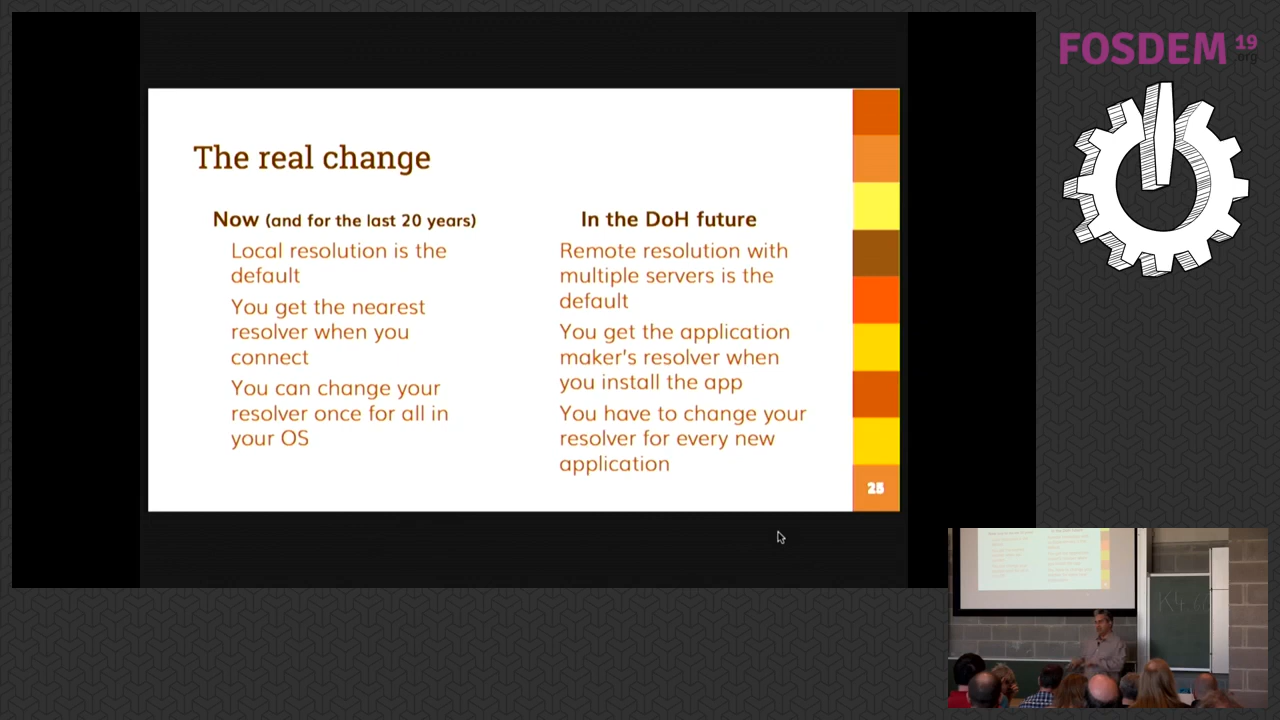 FOSDEM 19
.org
The real change
Now (and for the last 20 years)
Local resolution is the
default
You get the nearest
resolver when you
connect
You can change your
resolver once for all in
your OS
In the DoH future
Remote resolution with
multiple servers is the
default
You get the application
maker's resolver when
you install the app
You have to change your
resolver for every new
application
25